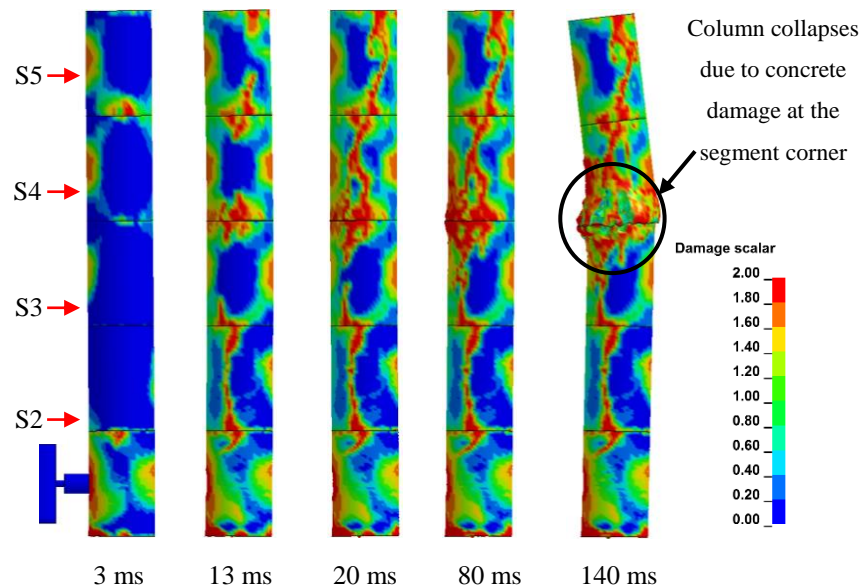 Column collapses
due to concrete
damage at the
segment corner
S5
S4
S3
S2
Damage scalar
2.00
1.80
1.60
1.40
1.20
1.00
0.80
0.60
0.40
0.20
0.00
3 ms
13 ms
20 ms
80 ms
140 ms